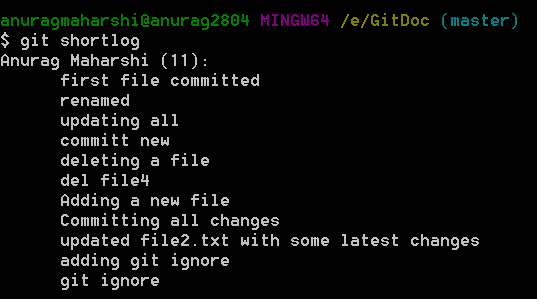 anuragmaharshi@anurag2804 MINGW64 /e/GitDoc (master)
$ git shortlog
Anurag Maharshi (11):
first file committed
renamed
updating all
committ new
deleting a file
del file4
Adding a new file
Committing all changes
updated file2.txt with some latest changes
adding git ignore
git ignore